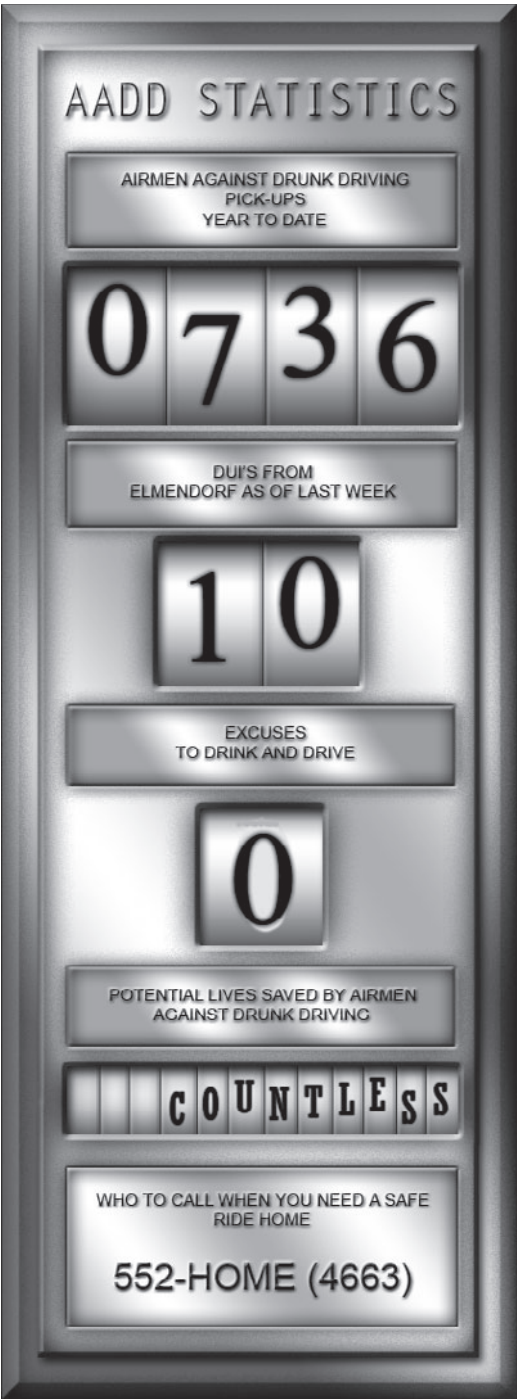 AADD STATISTICS
AIRMEN AGAINST DRUNK DRIVING
PICK-UPS
YEAR TO DATE
0736
DUI'S FROM
ELMENDORF AS OF LAST WEEK
10
EXCUSES
TO DRINK AND DRIVE
0
POTENTIAL LIVES SAVED BY AIRMEN
AGAINST DRUNK DRIVING
COUNTLESS
WHO TO CALL WHEN YOU NEED A SAFE
RIDE HOME
552-HOME (4663)